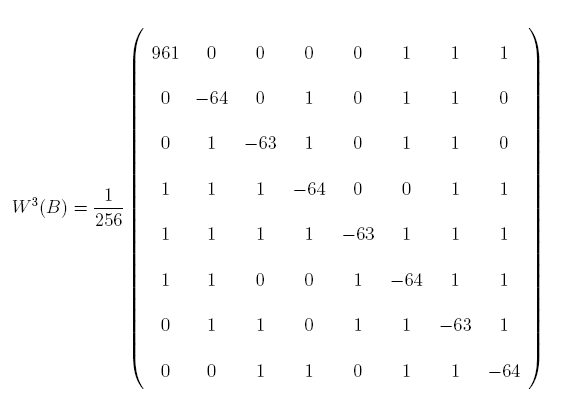 961 0 0 0 0 1 1 1
0 −64 0 1 0 1 1 0
0 1 −63 1 0 1 1 0
1 1 1 −64 0 0 1 1
W³(B) = 1/256
1 1 1 1 −63 1 1 1
1 1 0 0 1 −64 1 1
0 1 1 0 1 1 −63 1
0 0 1 1 0 1 1 −64